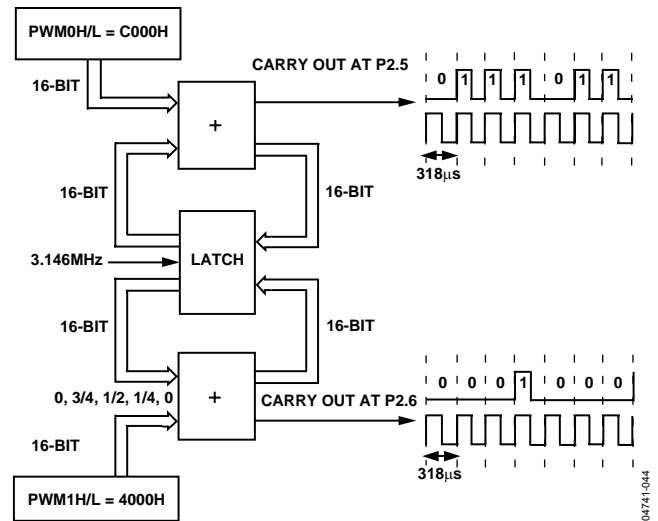 PWM0H/L = C000H
CARRY OUT AT P2.5
0 1 1 1 0 1 1
16-BIT
+
318μs
16-BIT
16-BIT
3.146MHz
LATCH
16-BIT
16-BIT
0, 3/4, 1/2, 1/4, 0
+
CARRY OUT AT P2.6
0 0 0 1 0 0 0
16-BIT
318μs
PWM1H/L = 4000H
04741-044